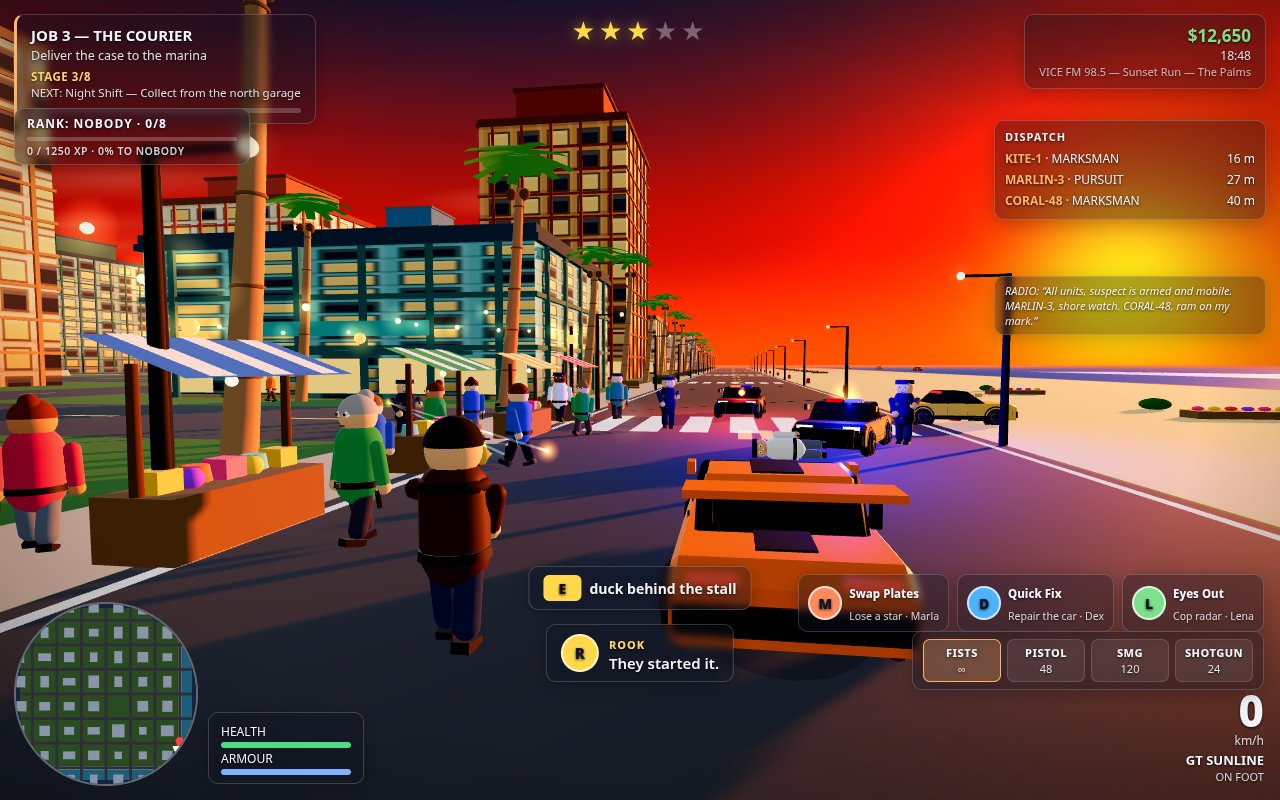 JOB 3 — THE COURIER
Deliver the case to the marina
STAGE 3/8
NEXT: Night Shift — Collect from the north garage
RANK: NOBODY · 0/8
0 / 1250 XP · 0% TO NOBODY
$12,650
18:48
VICE FM 98.5 — Sunset Run — The Palms
DISPATCH
KITE-1 · MARKSMAN 16 m
MARLIN-3 · PURSUIT 27 m
CORAL-48 · MARKSMAN 40 m
RADIO: “All units, suspect is armed and mobile.
MARLIN-3, shore watch. CORAL-48, ram on my
mark.”
E duck behind the stall
R ROOK
They started it.
M Swap Plates
Lose a star · Marla
D Quick Fix
Repair the car · Dex
L Eyes Out
Cop radar · Lena
FISTS PISTOL SMG SHOTGUN
∞ 48 120 24
HEALTH
ARMOUR
0
km/h
GT SUNLINE
ON FOOT